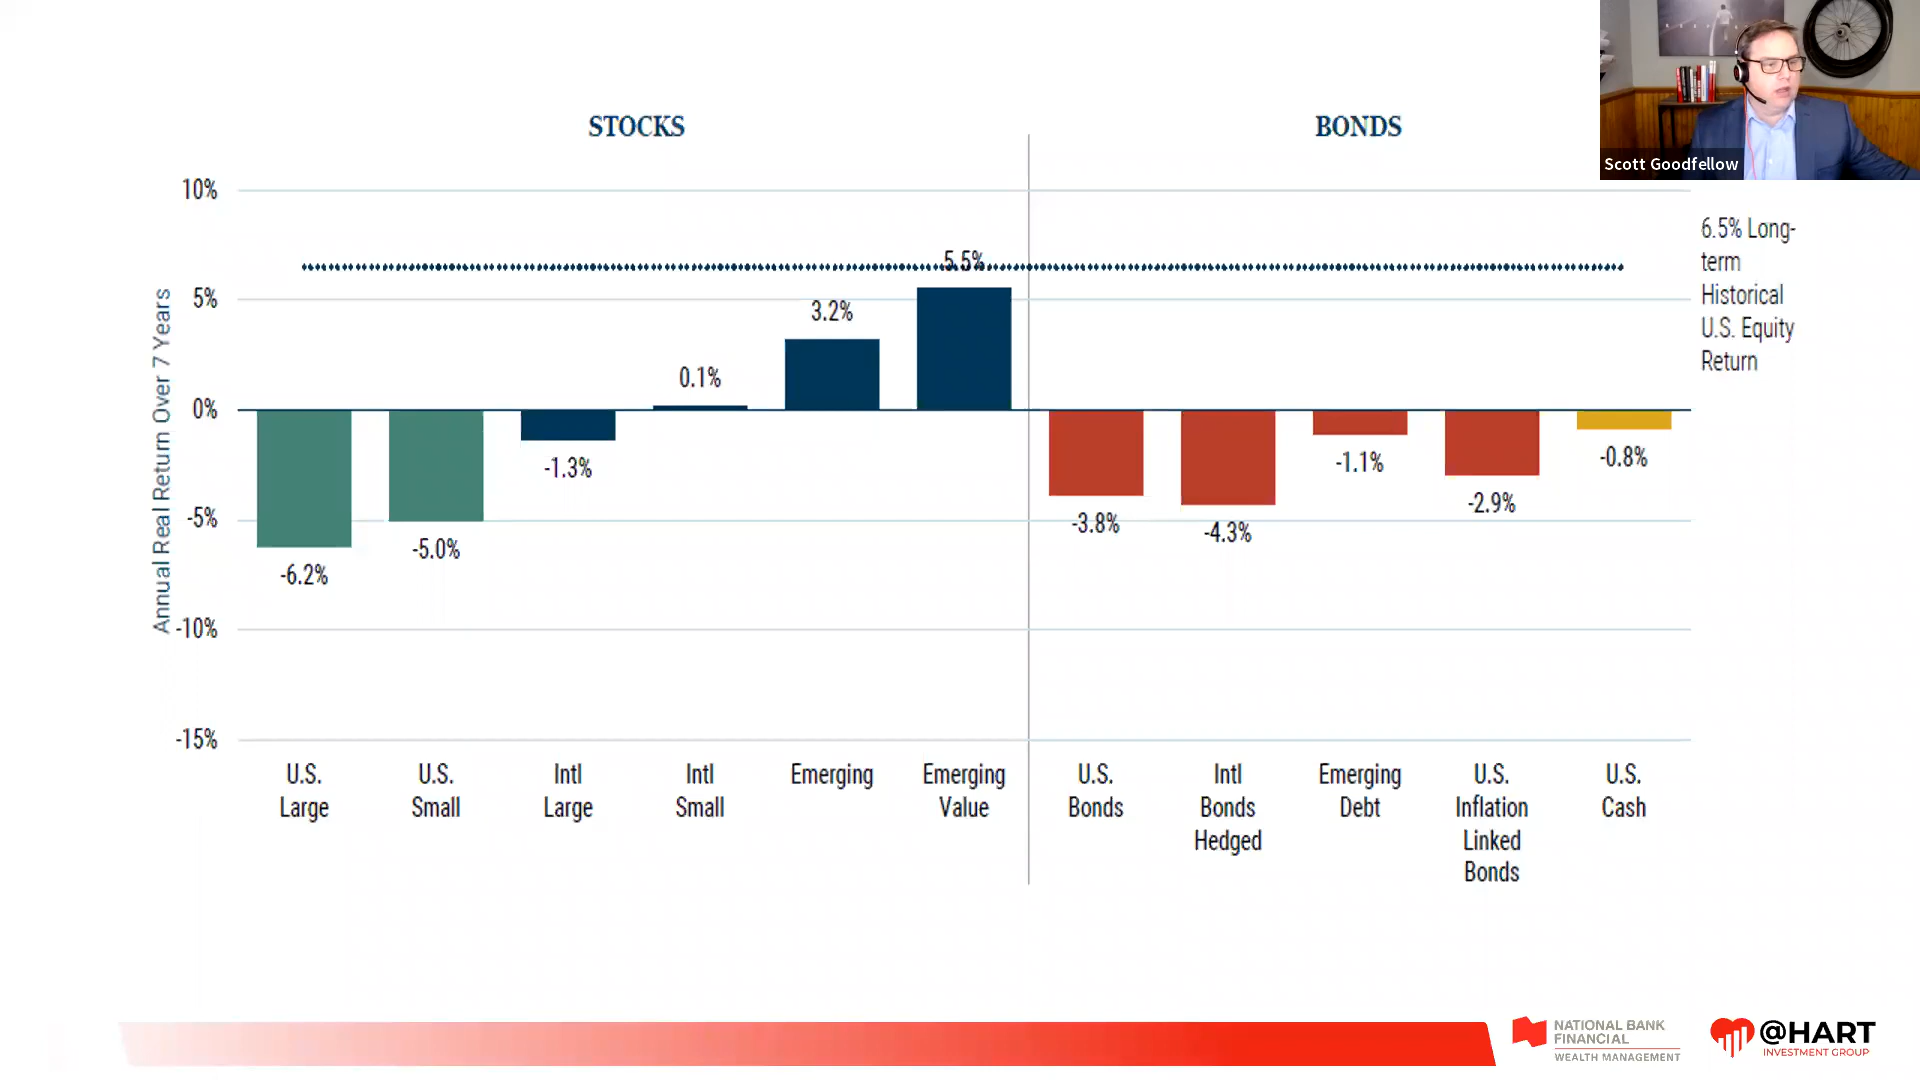 Scott Goodfellow
STOCKS
BONDS
Annual Real Return Over 7 Years
10%
5%
0%
-5%
-10%
-15%
-6.2%
-5.0%
-1.3%
0.1%
3.2%
5.5%
-3.8%
-4.3%
-1.1%
-2.9%
-0.8%
6.5% Long-
term
Historical
U.S. Equity
Return
U.S.
Large
U.S.
Small
Intl
Large
Intl
Small
Emerging
Emerging
Value
U.S.
Bonds
Intl
Bonds
Hedged
Emerging
Debt
U.S.
Inflation
Linked
Bonds
U.S.
Cash
NATIONAL BANK
FINANCIAL
WEALTH MANAGEMENT
@HART
INVESTMENT GROUP